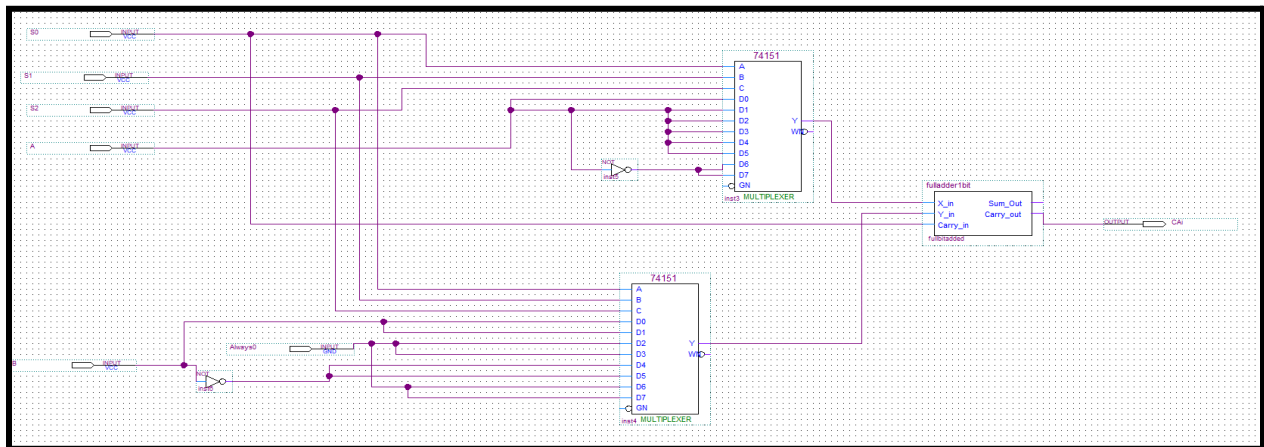 S0
INPUT
VCC
S1
INPUT
VCC
S2
INPUT
VCC
A
INPUT
VCC
74151
A
B
C
D0
D1
D2
D3
D4
D5
D6
D7
GN
Y
WN
inst3
MULTIPLEXER
NOT
fulladder1bit
X_in
Y_in
Carry_in
Sum_Out
Carry_out
fullbitadded
OUTPUT
74151
A
B
C
D0
D1
D2
D3
D4
D5
D6
D7
GN
Y
WN
inst4
MULTIPLEXER
Always0
INPUT
GND
B
INPUT
VCC
NOT